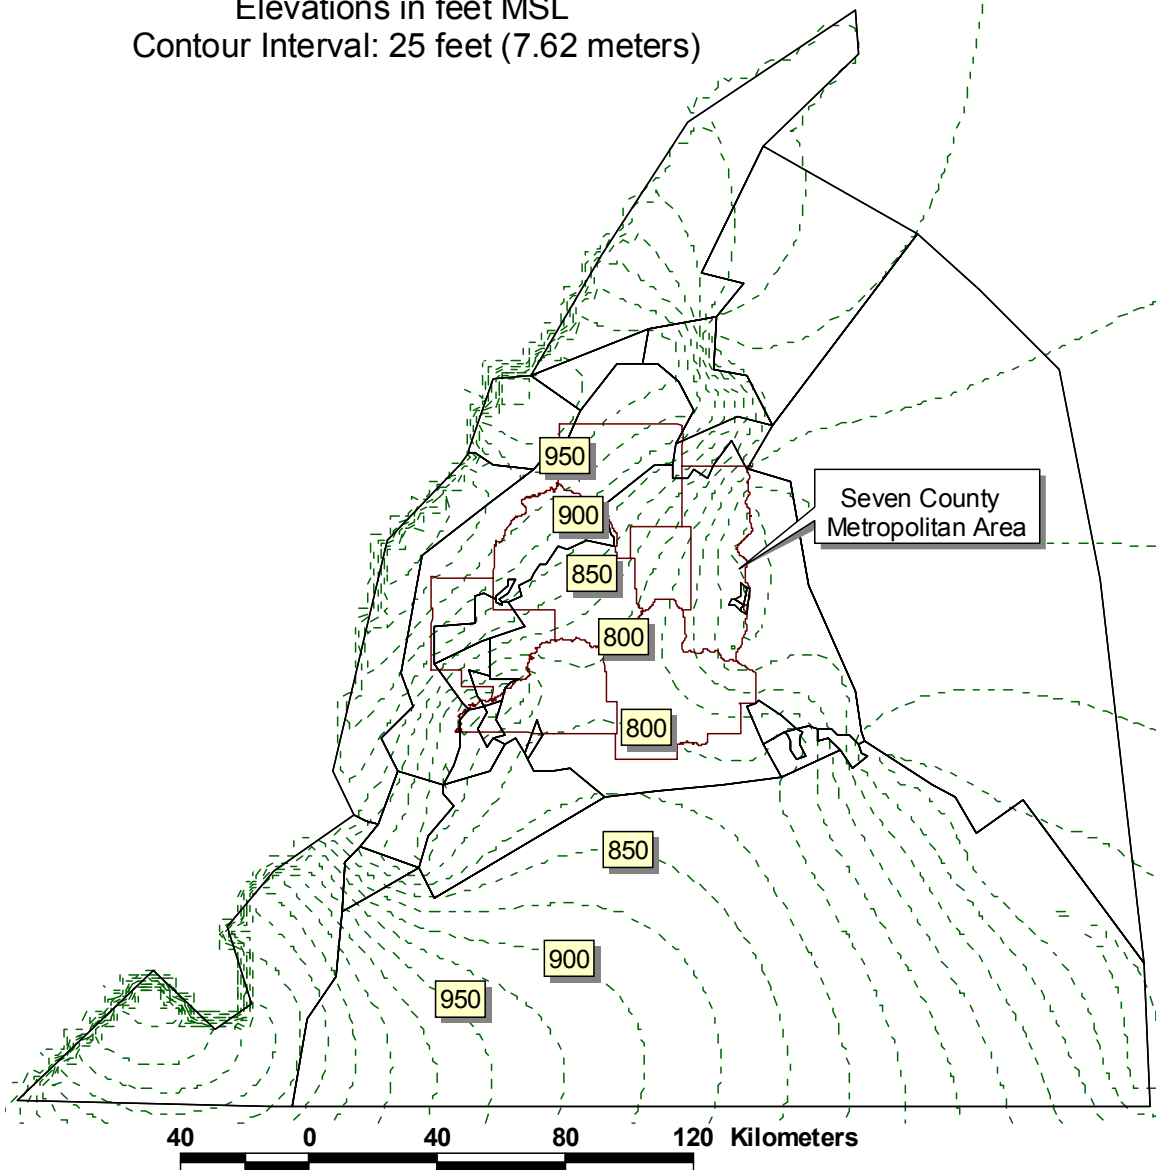 Elevations in feet MSL
Contour Interval: 25 feet (7.62 meters)
950
900
Seven County
Metropolitan Area
850
800
800
850
900
950
40 0 40 80 120 Kilometers